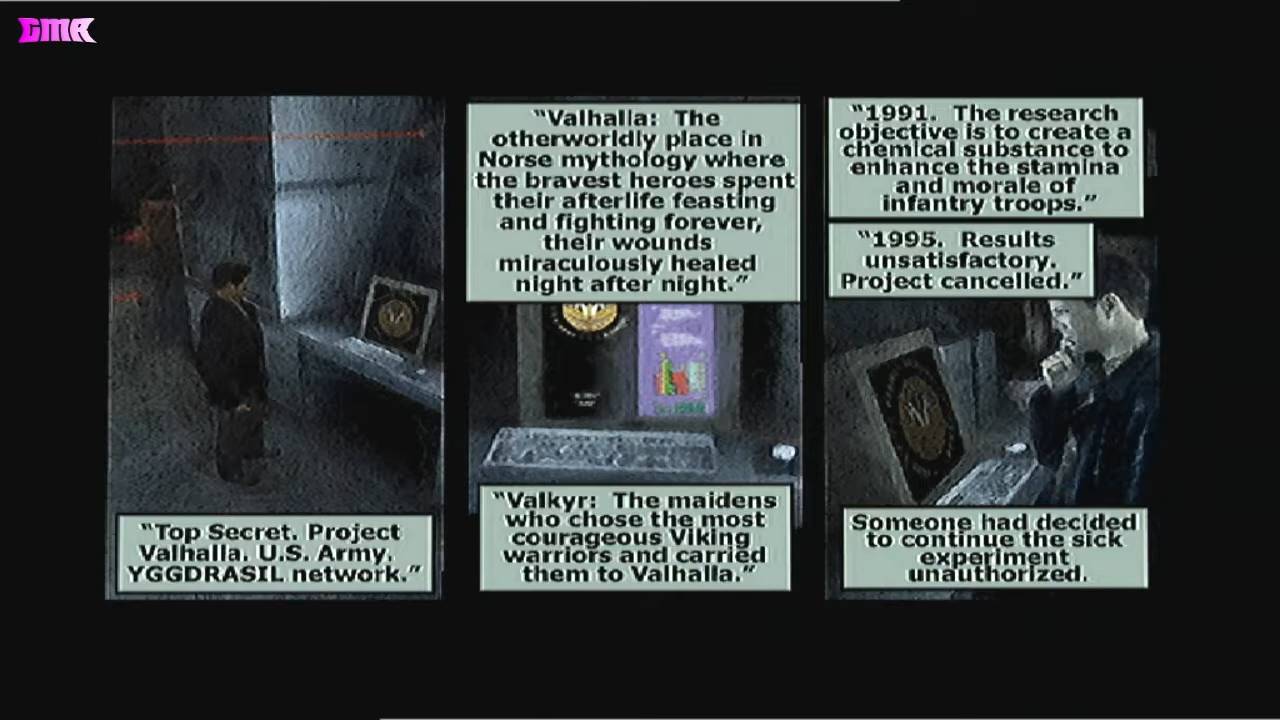 GMR
"Top Secret. Project
Valhalla. U.S. Army.
YGGDRASIL network."
"Valhalla: The
otherworldly place in
Norse mythology where
the bravest heroes spent
their afterlife feasting
and fighting forever,
their wounds
miraculously healed
night after night."
"Valkyr: The maidens
who chose the most
courageous Viking
warriors and carried
them to Valhalla."
"1991. The research
objective is to create a
chemical substance to
enhance the stamina
and morale of
infantry troops."
"1995. Results
unsatisfactory.
Project cancelled."
Someone had decided
to continue the sick
experiment
unauthorized.